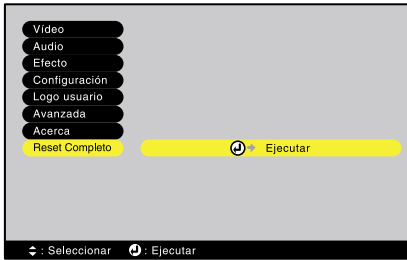 Vídeo
Audio
Efecto
Configuración
Logo usuario
Avanzada
Acerca
Reset Completo Ejecutar
: Seleccionar : Ejecutar